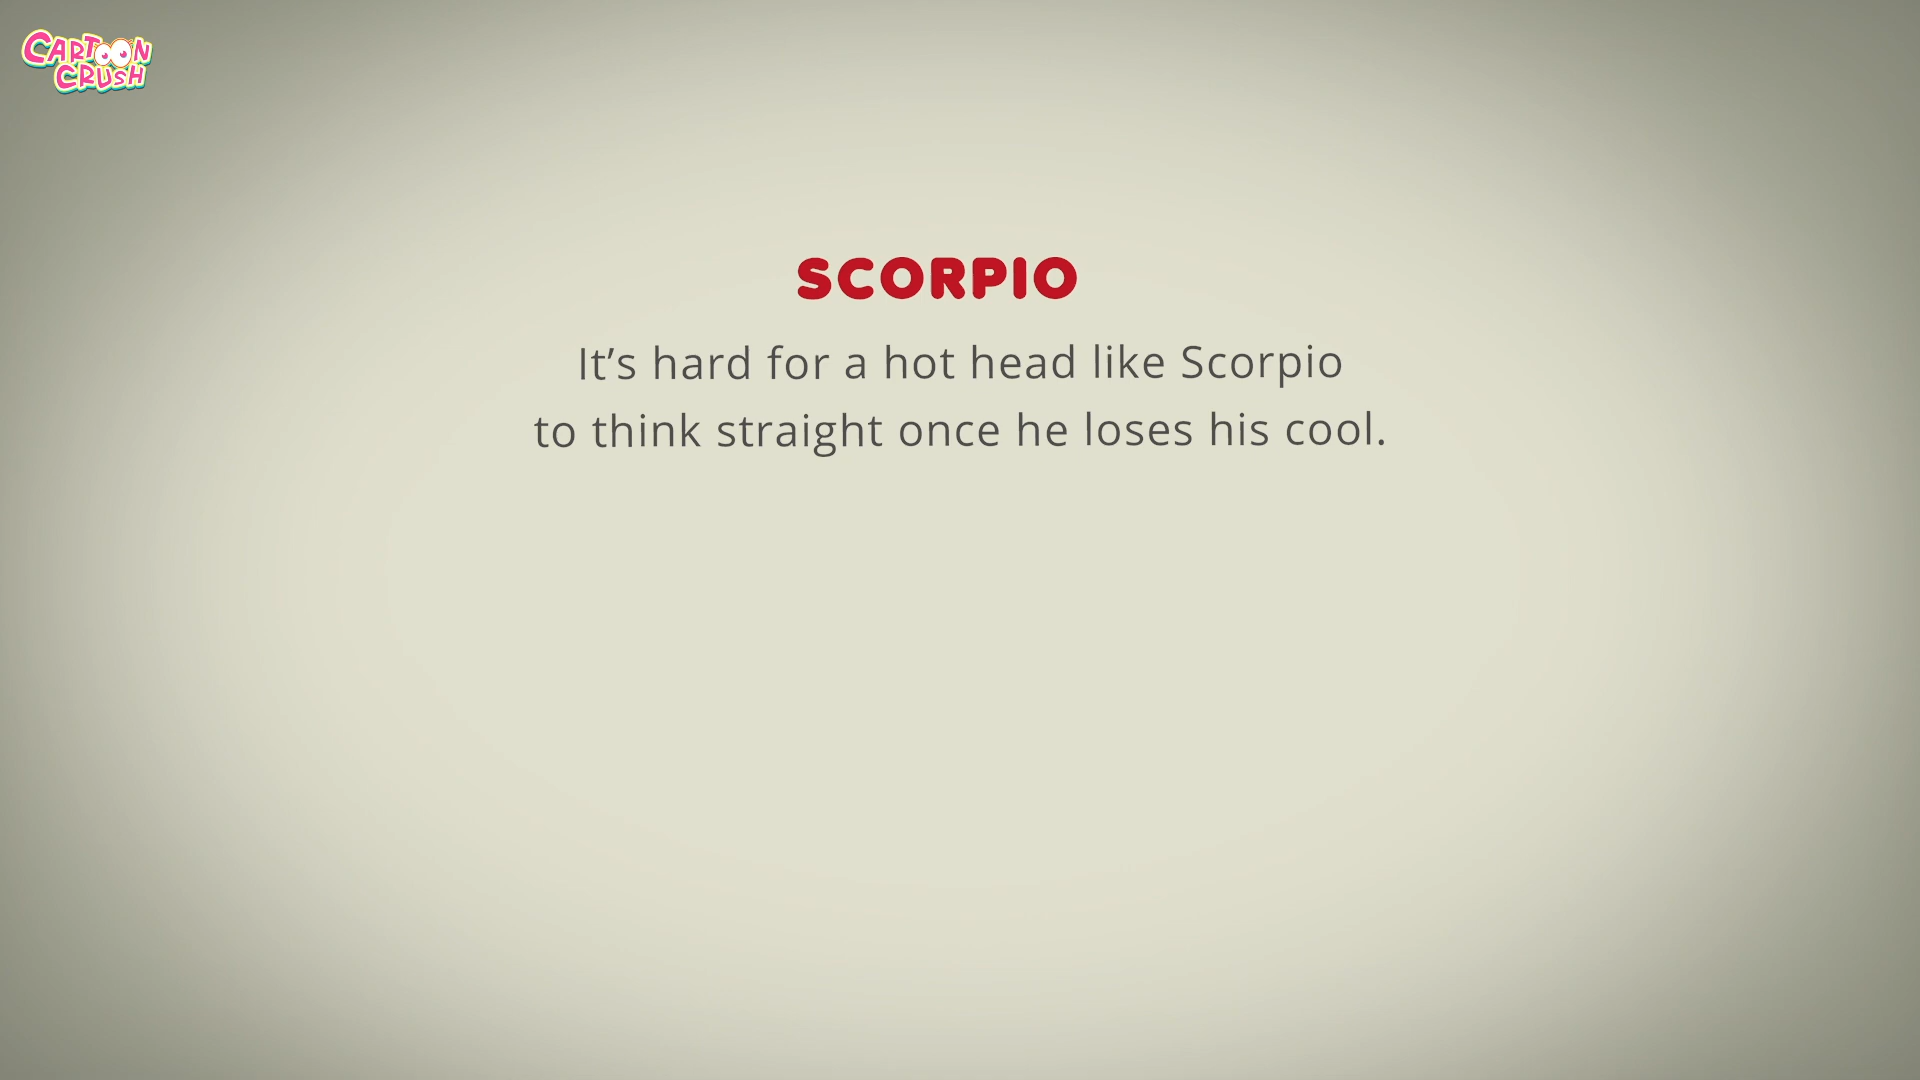 CARTOON
CRUSH
SCORPIO
It’s hard for a hot head like Scorpio
to think straight once he loses his cool.